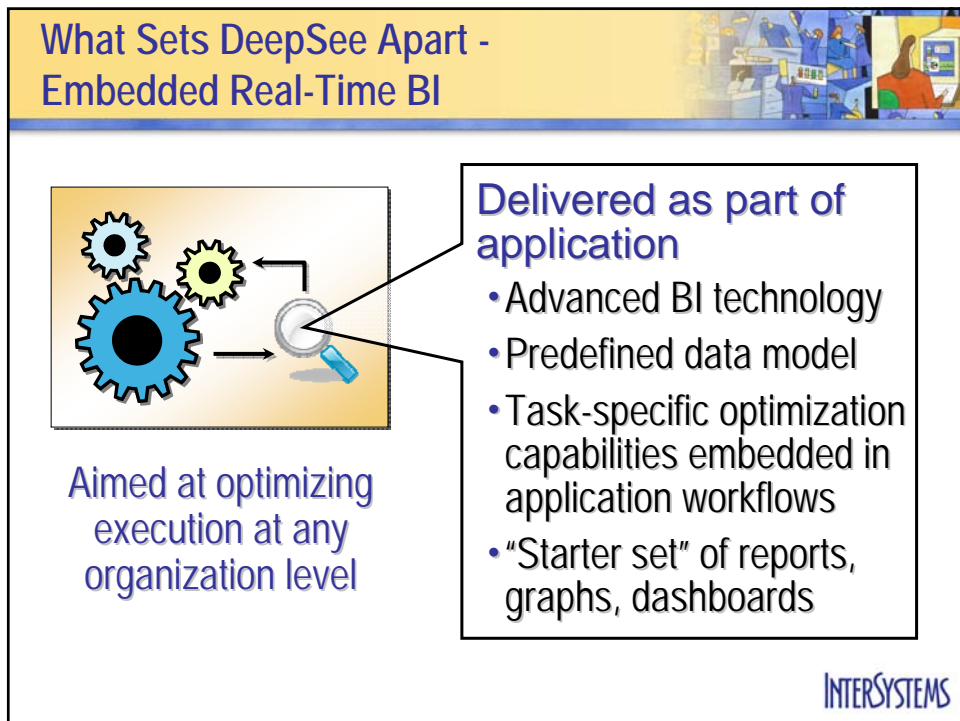 What Sets DeepSee Apart -
Embedded Real-Time BI
Aimed at optimizing
execution at any
organization level
Delivered as part of
application
•Advanced BI technology
•Predefined data model
•Task-specific optimization
capabilities embedded in
application workflows
•“Starter set” of reports,
graphs, dashboards
INTERSYSTEMS